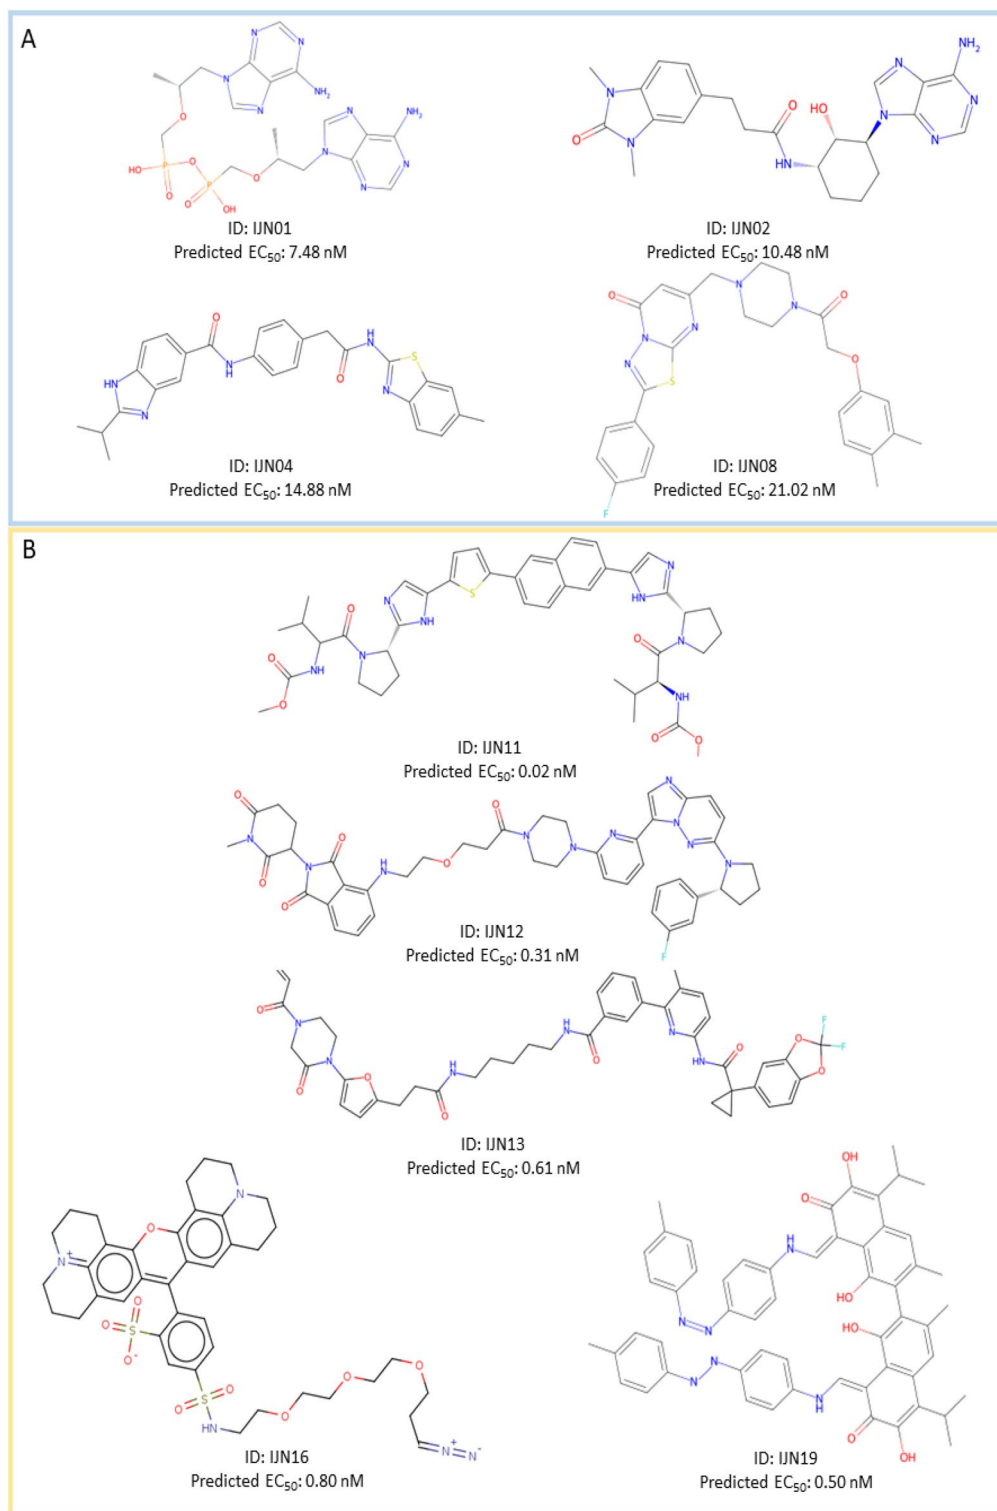 A
ID: IJN01
Predicted EC50: 7.48 nM
ID: IJN02
Predicted EC50: 10.48 nM
ID: IJN04
Predicted EC50: 14.88 nM
ID: IJN08
Predicted EC50: 21.02 nM
B
ID: IJN11
Predicted EC50: 0.02 nM
ID: IJN12
Predicted EC50: 0.31 nM
ID: IJN13
Predicted EC50: 0.61 nM
ID: IJN16
Predicted EC50: 0.80 nM
ID: IJN19
Predicted EC50: 0.50 nM